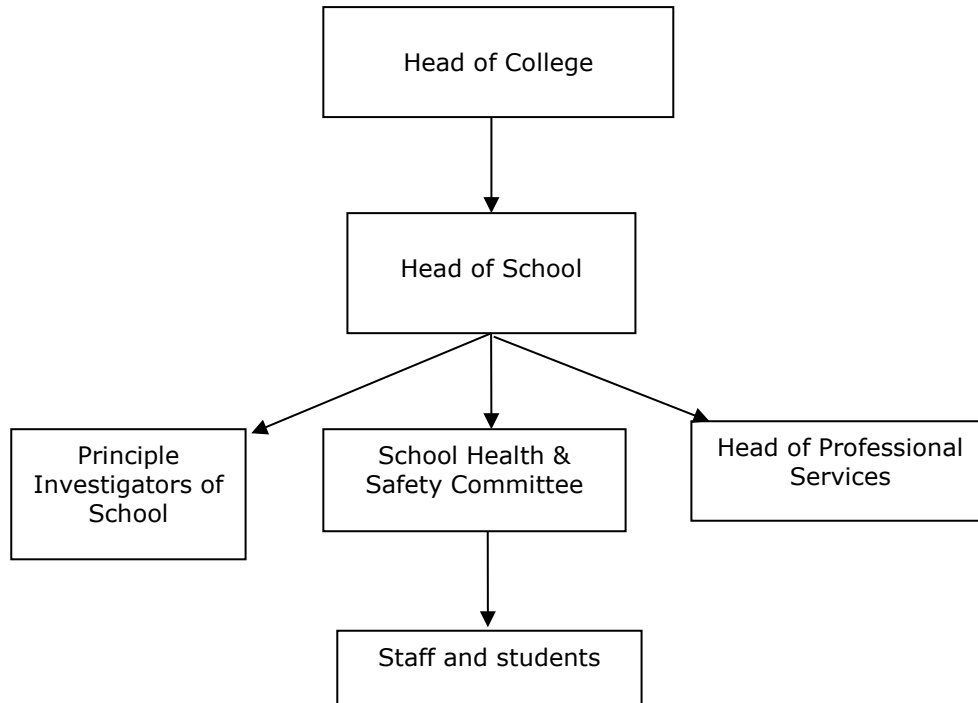 Head of College
Head of School
Principle
Investigators of
School
School Health &
Safety Committee
Head of Professional
Services
Staff and students